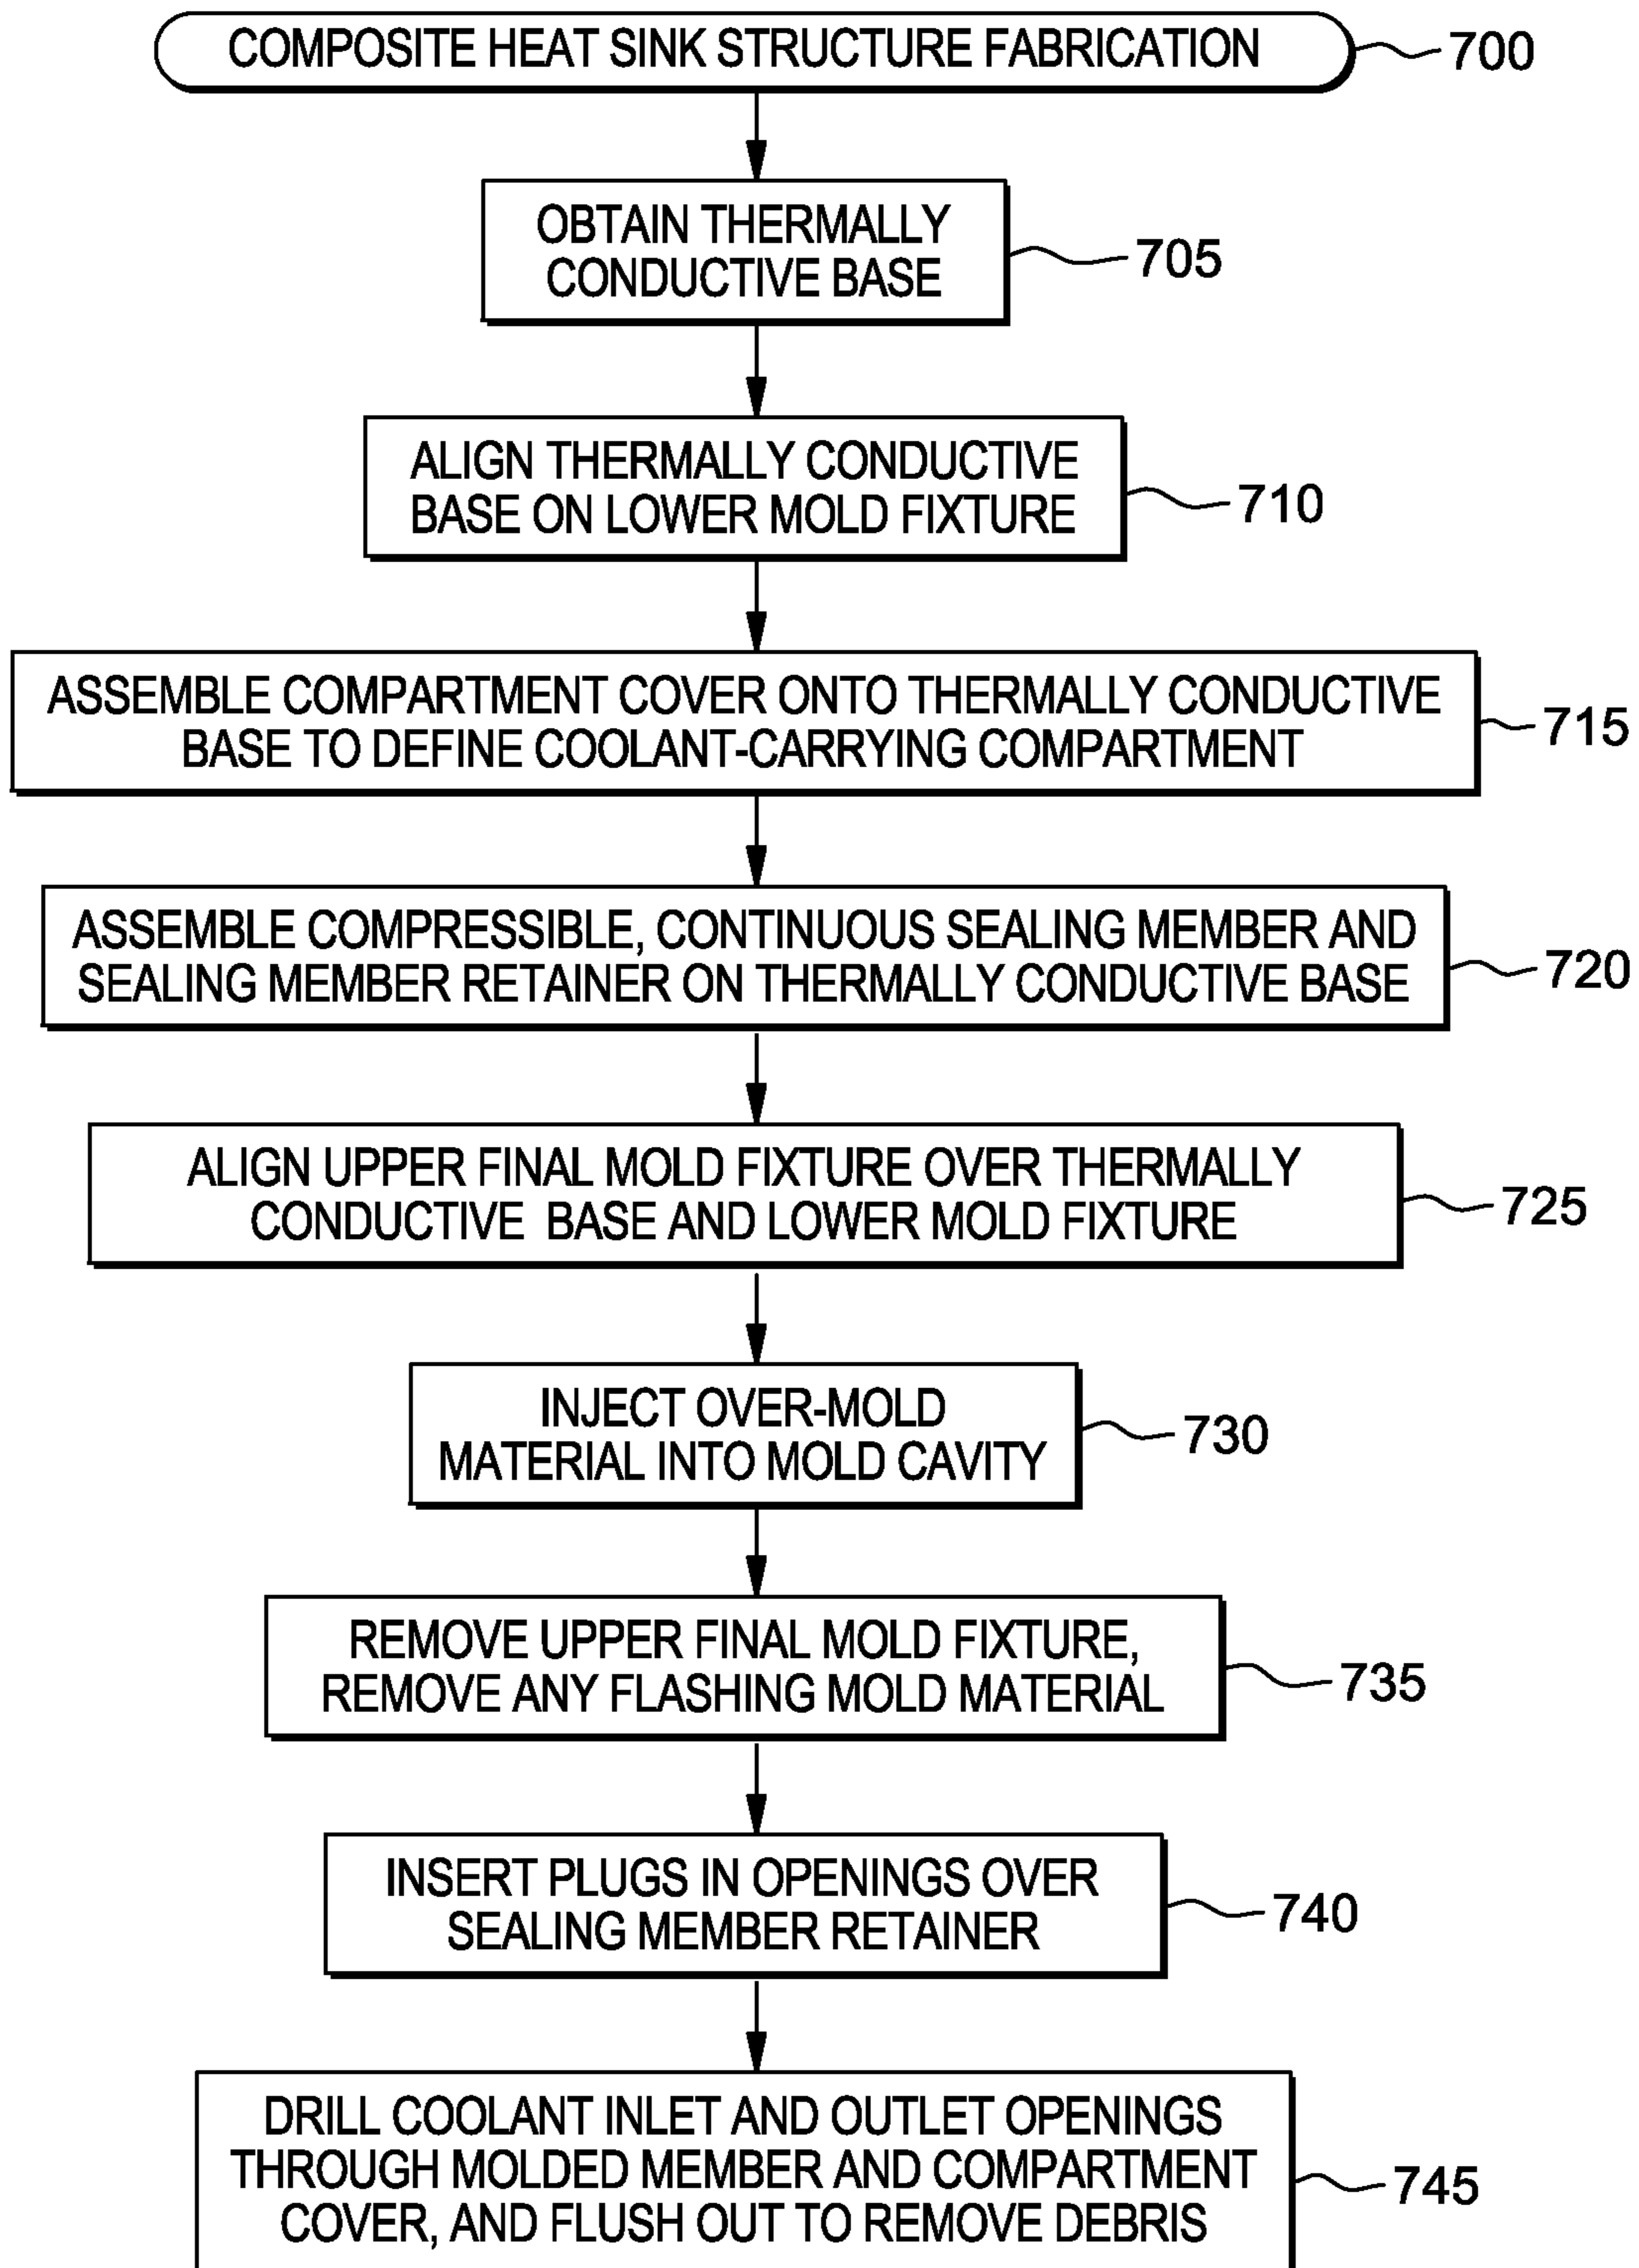 COMPOSITE HEAT SINK STRUCTURE FABRICATION
700
OBTAIN THERMALLY
CONDUCTIVE BASE
705
ALIGN THERMALLY CONDUCTIVE
BASE ON LOWER MOLD FIXTURE
710
ASSEMBLE COMPARTMENT COVER ONTO THERMALLY CONDUCTIVE
BASE TO DEFINE COOLANT-CARRYING COMPARTMENT
715
ASSEMBLE COMPRESSIBLE, CONTINUOUS SEALING MEMBER AND
SEALING MEMBER RETAINER ON THERMALLY CONDUCTIVE BASE
720
ALIGN UPPER FINAL MOLD FIXTURE OVER THERMALLY
CONDUCTIVE BASE AND LOWER MOLD FIXTURE
725
INJECT OVER-MOLD
MATERIAL INTO MOLD CAVITY
730
REMOVE UPPER FINAL MOLD FIXTURE,
REMOVE ANY FLASHING MOLD MATERIAL
735
INSERT PLUGS IN OPENINGS OVER
SEALING MEMBER RETAINER
740
DRILL COOLANT INLET AND OUTLET OPENINGS
THROUGH MOLDED MEMBER AND COMPARTMENT
COVER, AND FLUSH OUT TO REMOVE DEBRIS
745